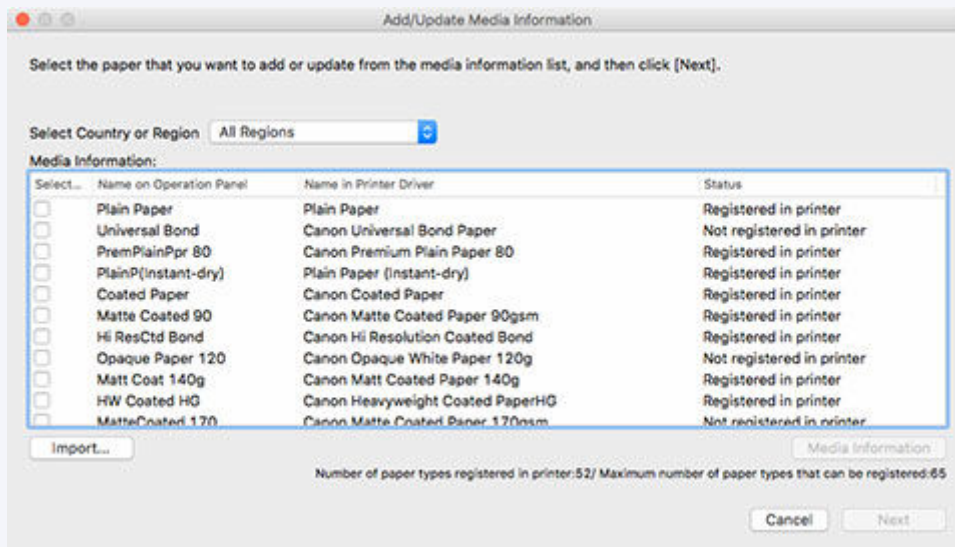 Add/Update Media Information
Select the paper that you want to add or update from the media information list, and then click [Next].
Select Country or Region All Regions
Media Information:
Select... Name on Operation Panel Name in Printer Driver Status
Plain Paper Plain Paper Registered in printer
Universal Bond Canon Universal Bond Paper Not registered in printer
PremPlainPpr 80 Canon Premium Plain Paper 80 Registered in printer
PlainP(Instant-dry) Plain Paper (Instant-dry) Registered in printer
Coated Paper Canon Coated Paper Registered in printer
Matte Coated 90 Canon Matte Coated Paper 90gsm Registered in printer
Hi ResCtd Bond Canon Hi Resolution Coated Bond Registered in printer
Opaque Paper 120 Canon Opaque White Paper 120g Not registered in printer
Matt Coat 140g Canon Matt Coated Paper 140g Registered in printer
HW Coated HG Canon Heavyweight Coated PaperHG Registered in printer
MatteCoated 170 Canon Matte Coated Paper 170gsm Not registered in printer
Import... Media Information
Number of paper types registered in printer:52/ Maximum number of paper types that can be registered:65
Cancel Next